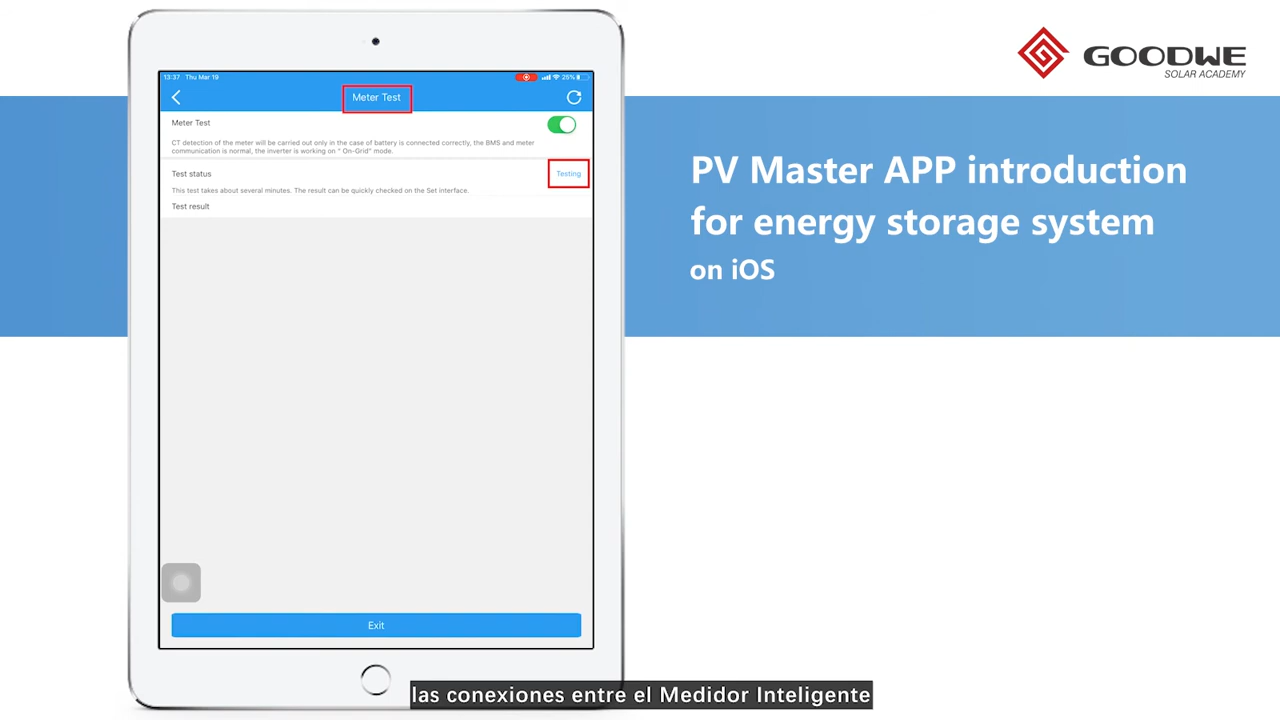 GOODWE
SOLAR ACADEMY
13:37 Thu Mar 19
25%
Meter Test
Meter Test
CT detection of the meter will be carried out only in the case of battery is connected correctly, the BMS and meter
communication is normal, the inverter is working on " On-Grid" mode.
Test status
Testing
This test takes about several minutes. The result can be quickly checked on the Set interface.
Test result
Exit
PV Master APP introduction
for energy storage system
on iOS
las conexiones entre el Medidor Inteligente